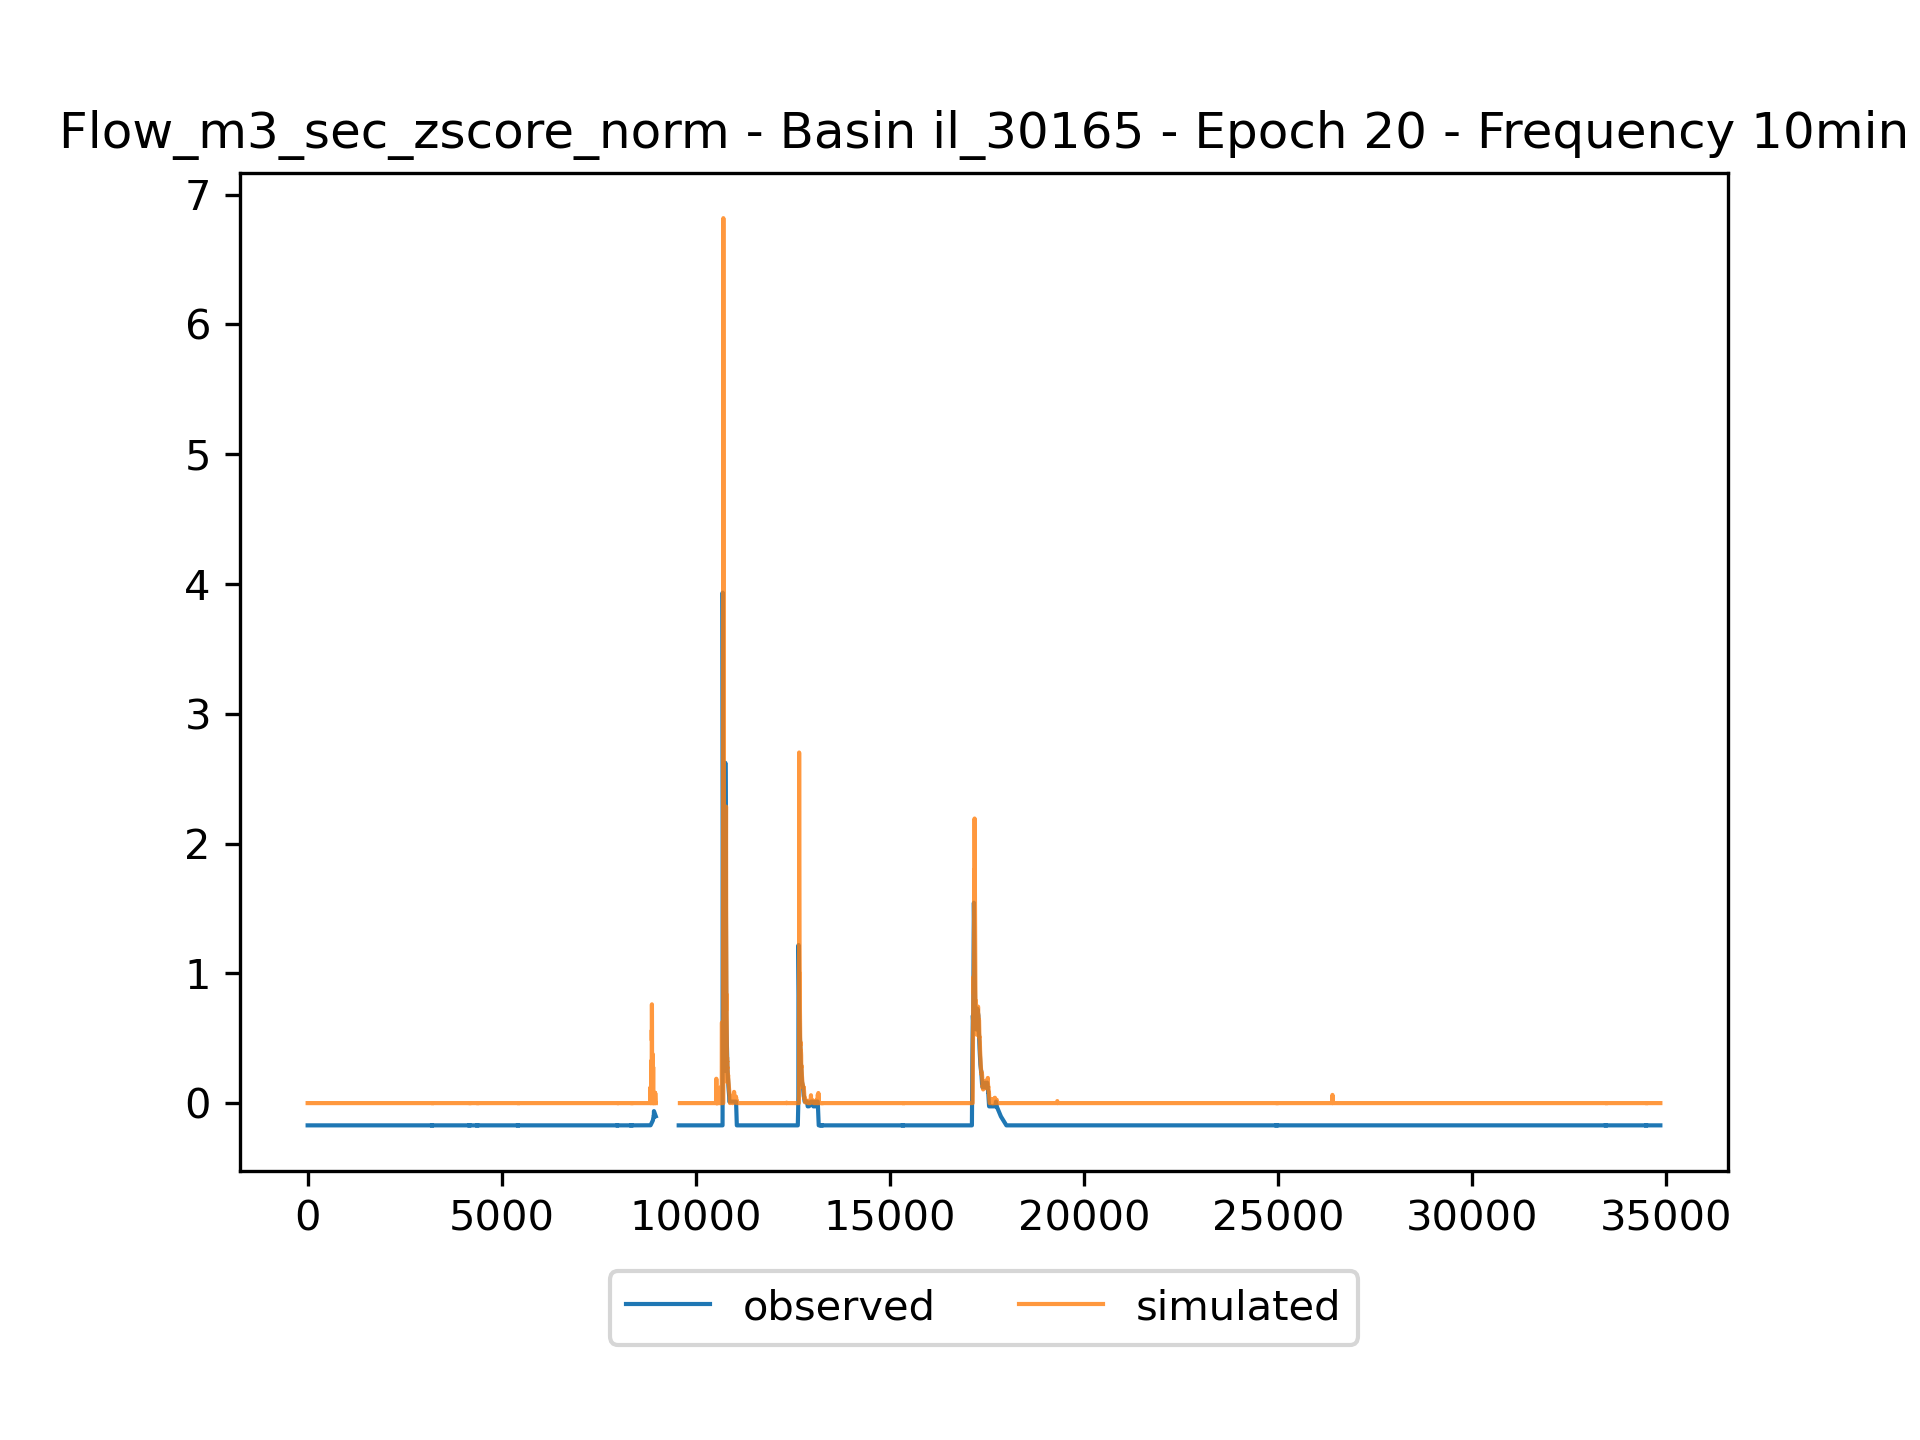 Flow_m3_sec_zscore_norm - Basin il_30165 - Epoch 20 - Frequency 10min
7
6
5
4
3
2
1
0
0 5000 10000 15000 20000 25000 30000 35000
observed simulated